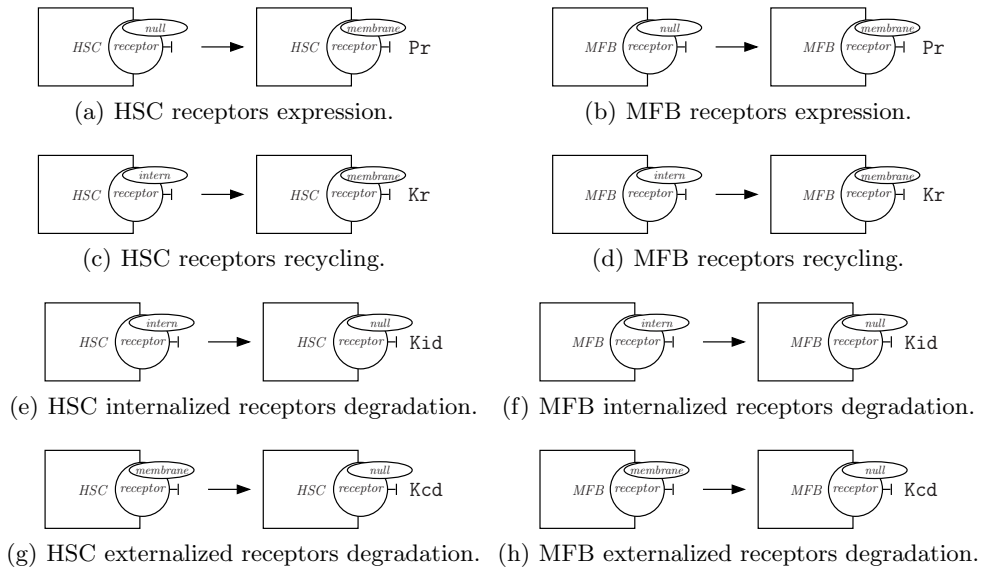 null membrane null membrane
HSC receptor HSC receptor Pr MFB receptor MFB receptor Pr
(a) HSC receptors expression. (b) MFB receptors expression.
intern membrane intern membrane
HSC receptor HSC receptor Kr MFB receptor MFB receptor Kr
(c) HSC receptors recycling. (d) MFB receptors recycling.
intern null intern null
HSC receptor HSC receptor Kid MFB receptor MFB receptor Kid
(e) HSC internalized receptors degradation. (f) MFB internalized receptors degradation.
membrane null membrane null
HSC receptor HSC receptor Kcd MFB receptor MFB receptor Kcd
(g) HSC externalized receptors degradation. (h) MFB externalized receptors degradation.